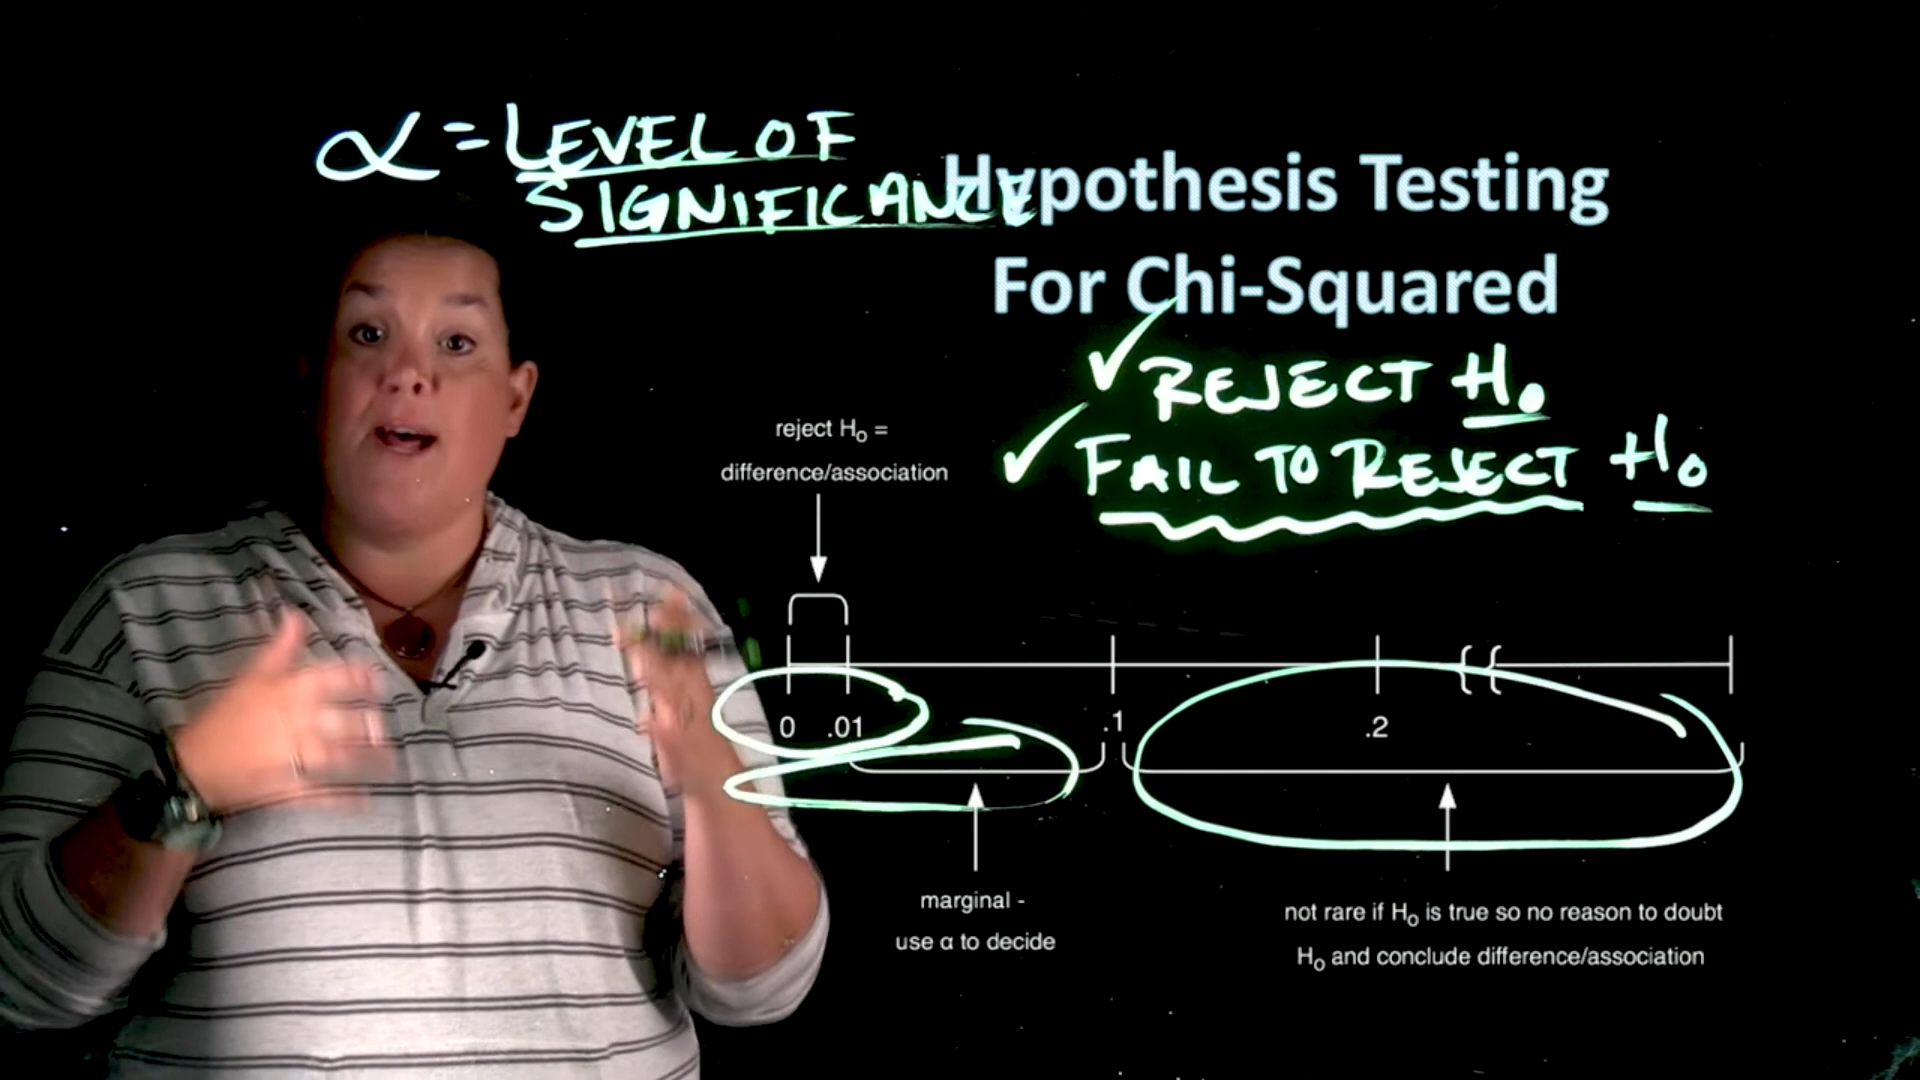 α = LEVEL OF
SIGNIFICANCE
Hypothesis Testing
For Chi-Squared
REJECT H₀
FAIL TO REJECT H₀
reject H₀ =
difference/association
0 .01 .1 .2
marginal -
use α to decide
not rare if H₀ is true so no reason to doubt
H₀ and conclude difference/association